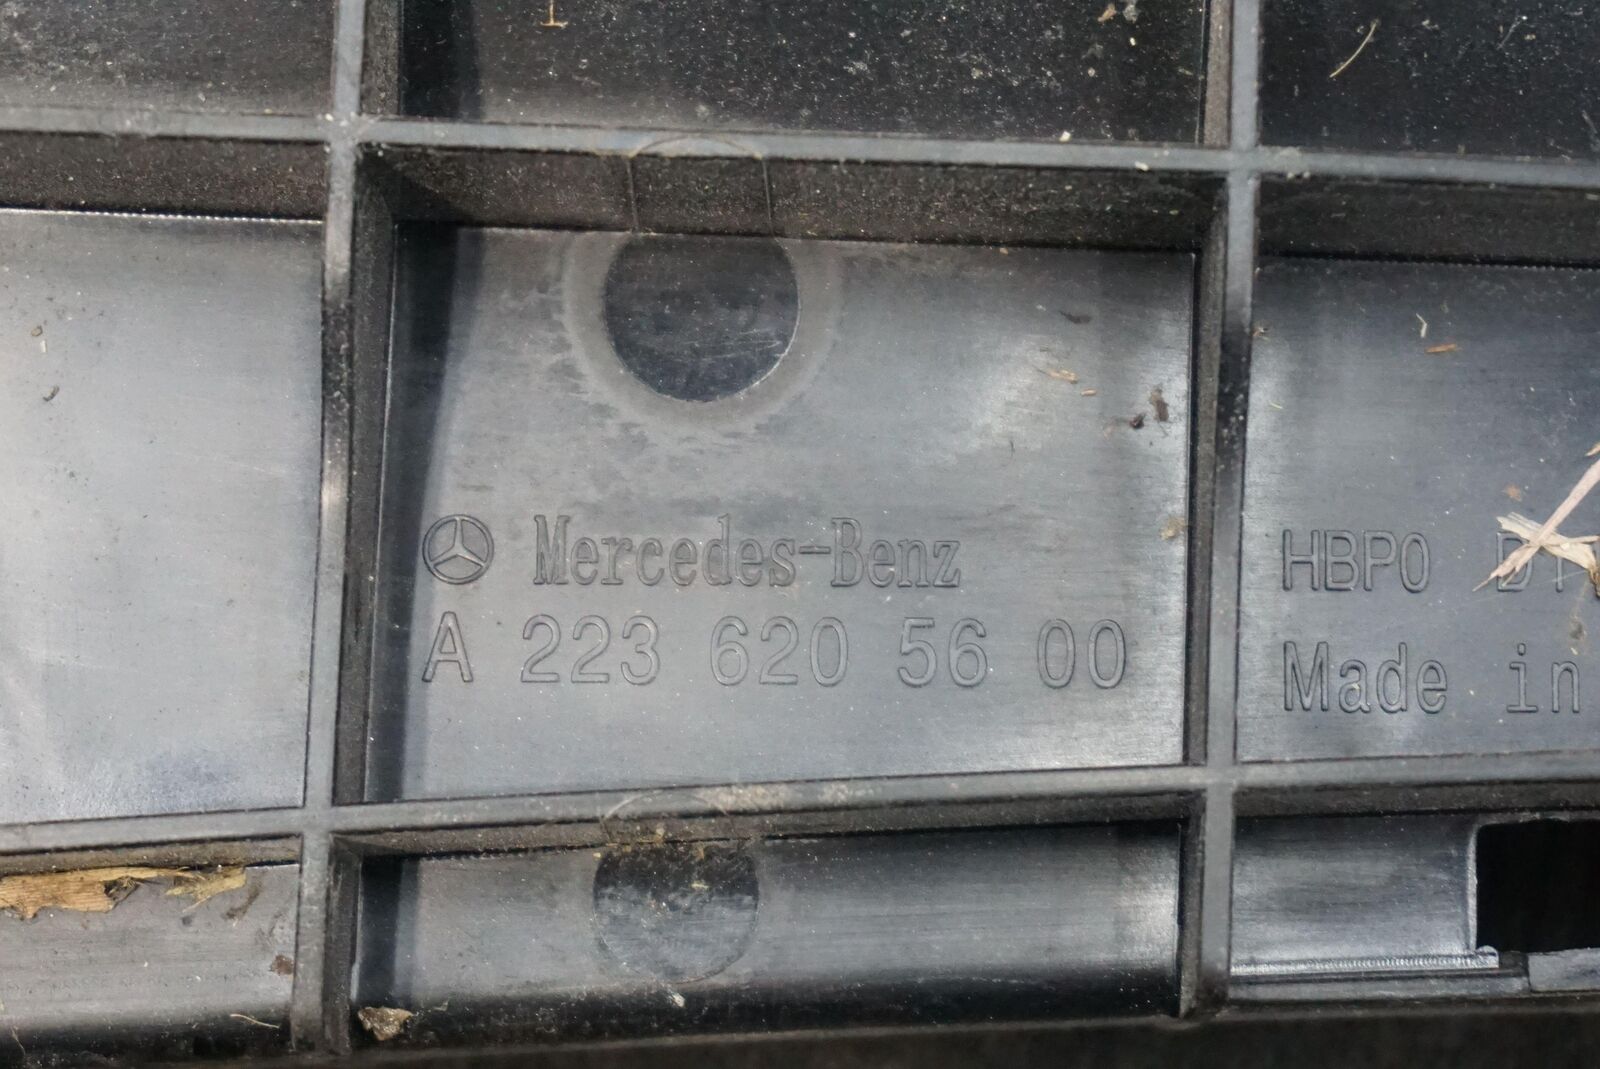 Mercedes-Benz
A 223 620 56 00
HBPO
Made in